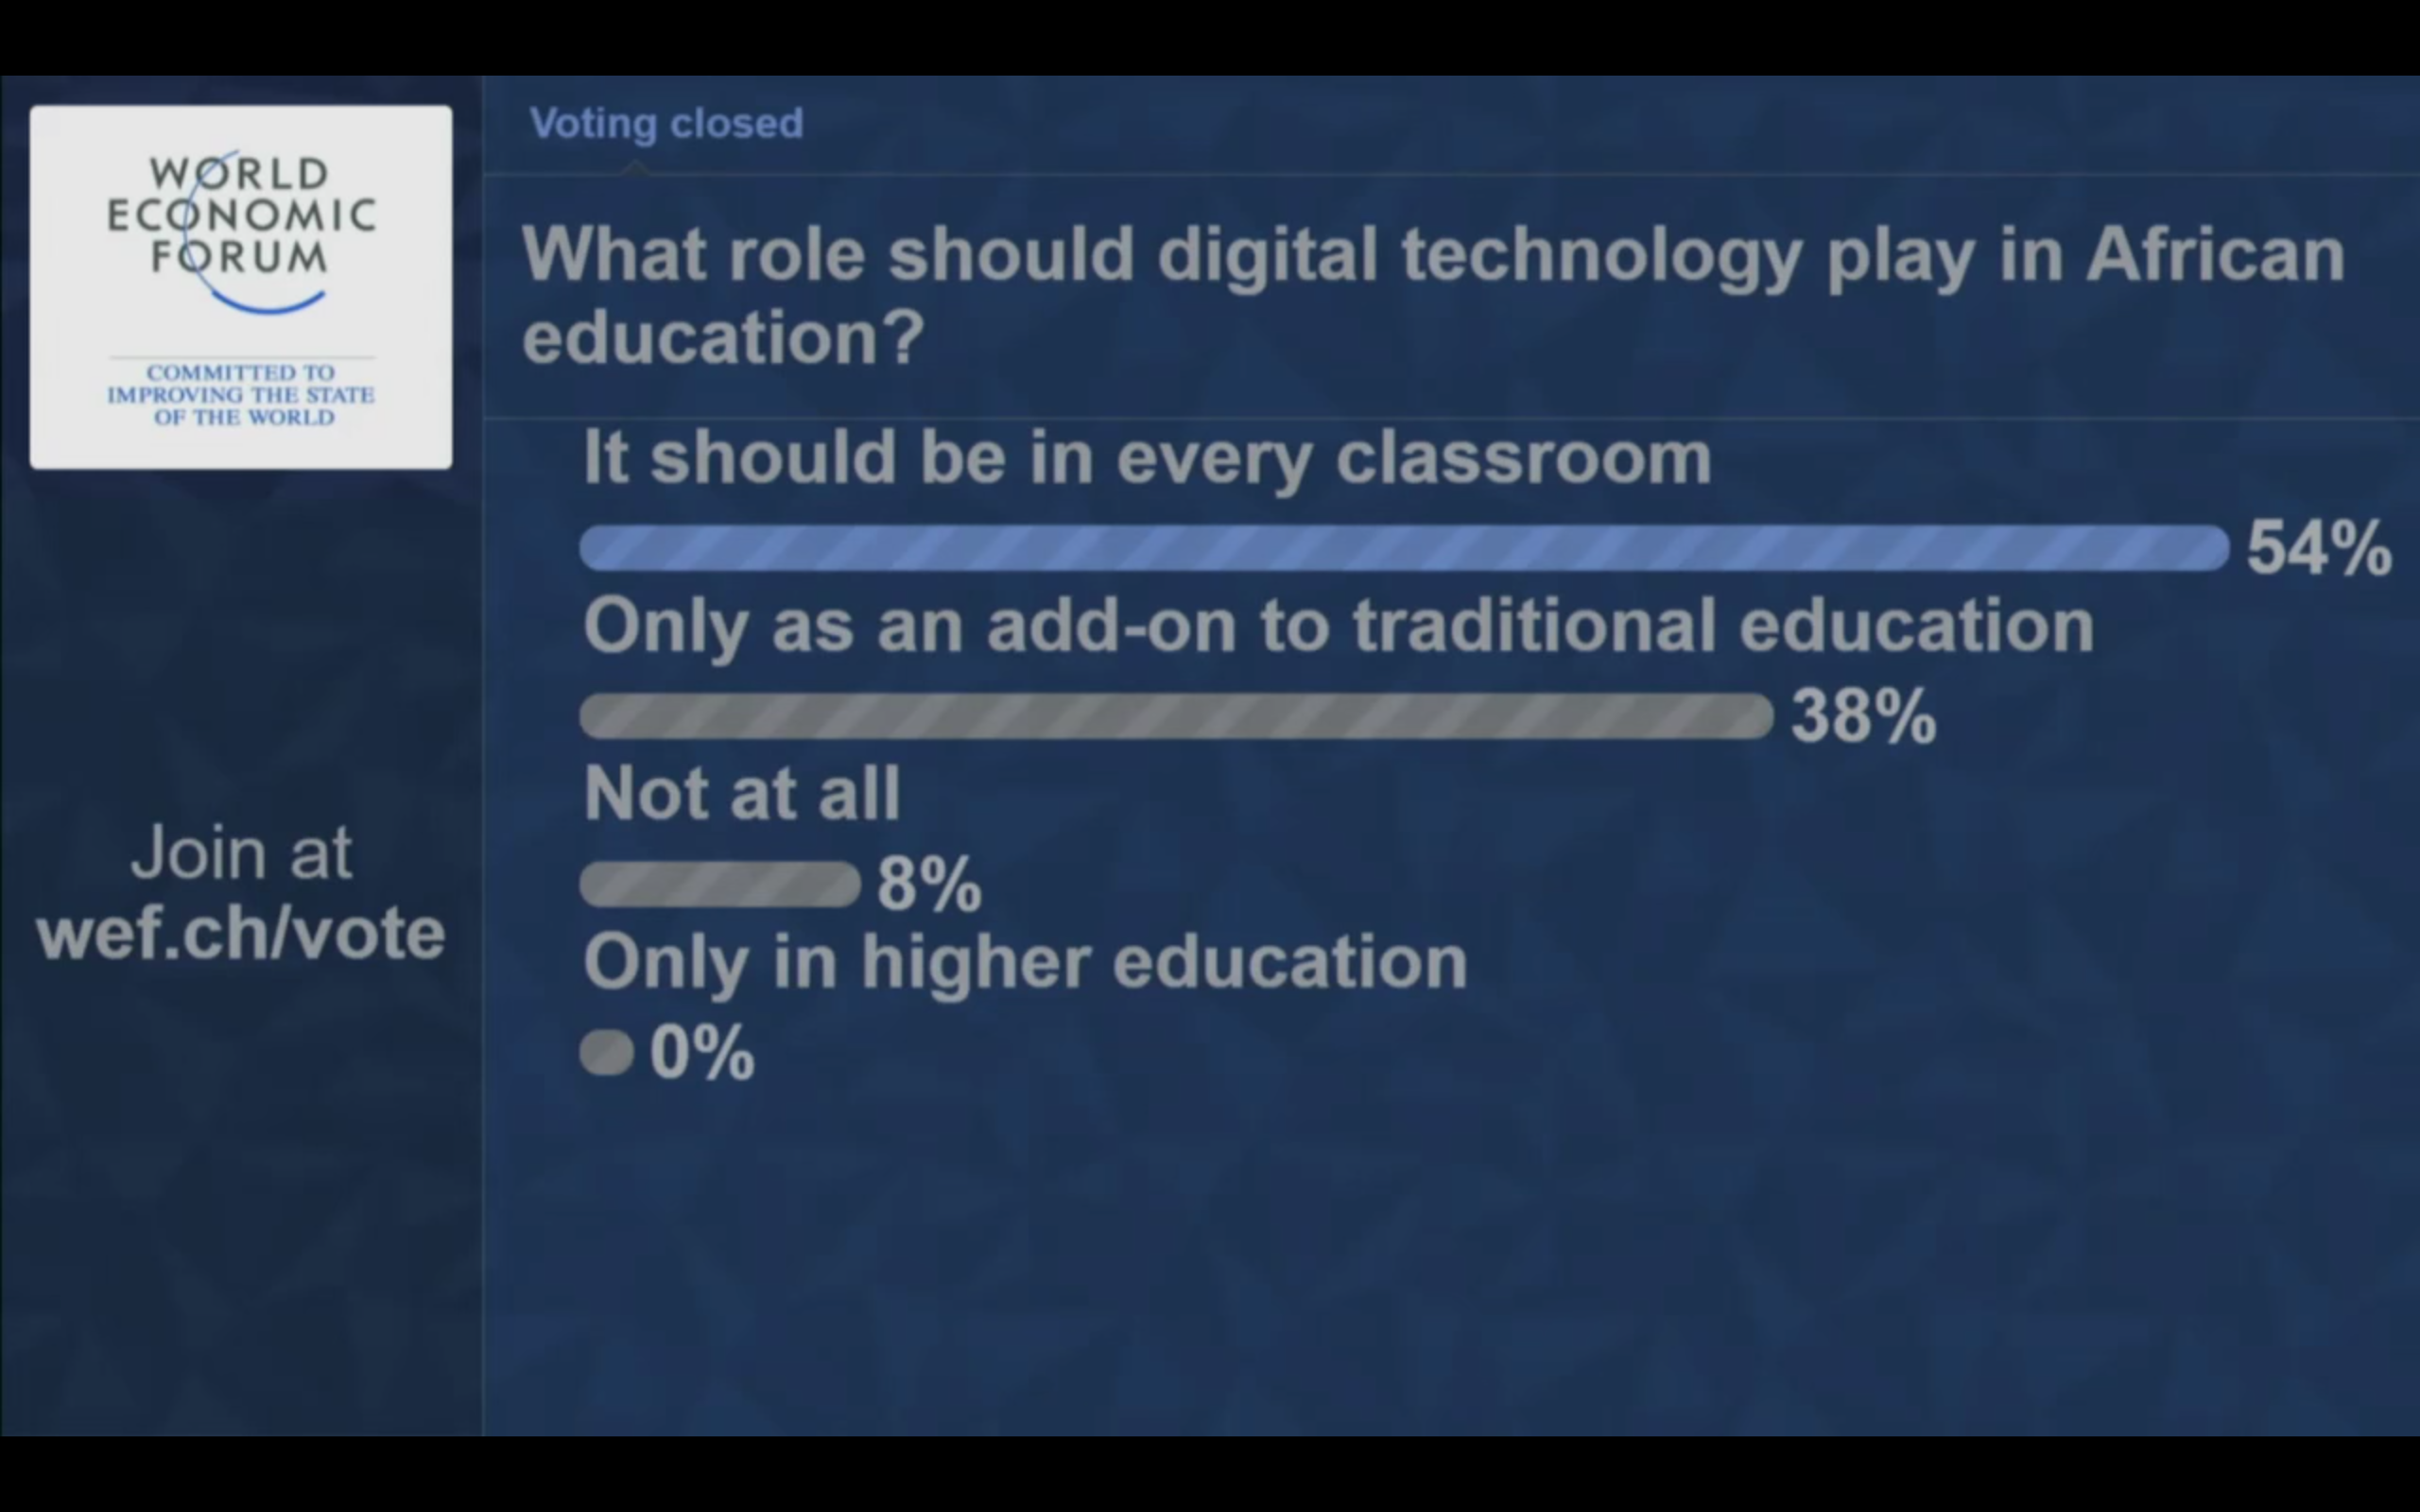 WORLD
ECONOMIC
FORUM
COMMITTED TO
IMPROVING THE STATE
OF THE WORLD
Join at
wef.ch/vote
Voting closed
What role should digital technology play in African
education?
It should be in every classroom
54%
Only as an add-on to traditional education
38%
Not at all
8%
Only in higher education
0%